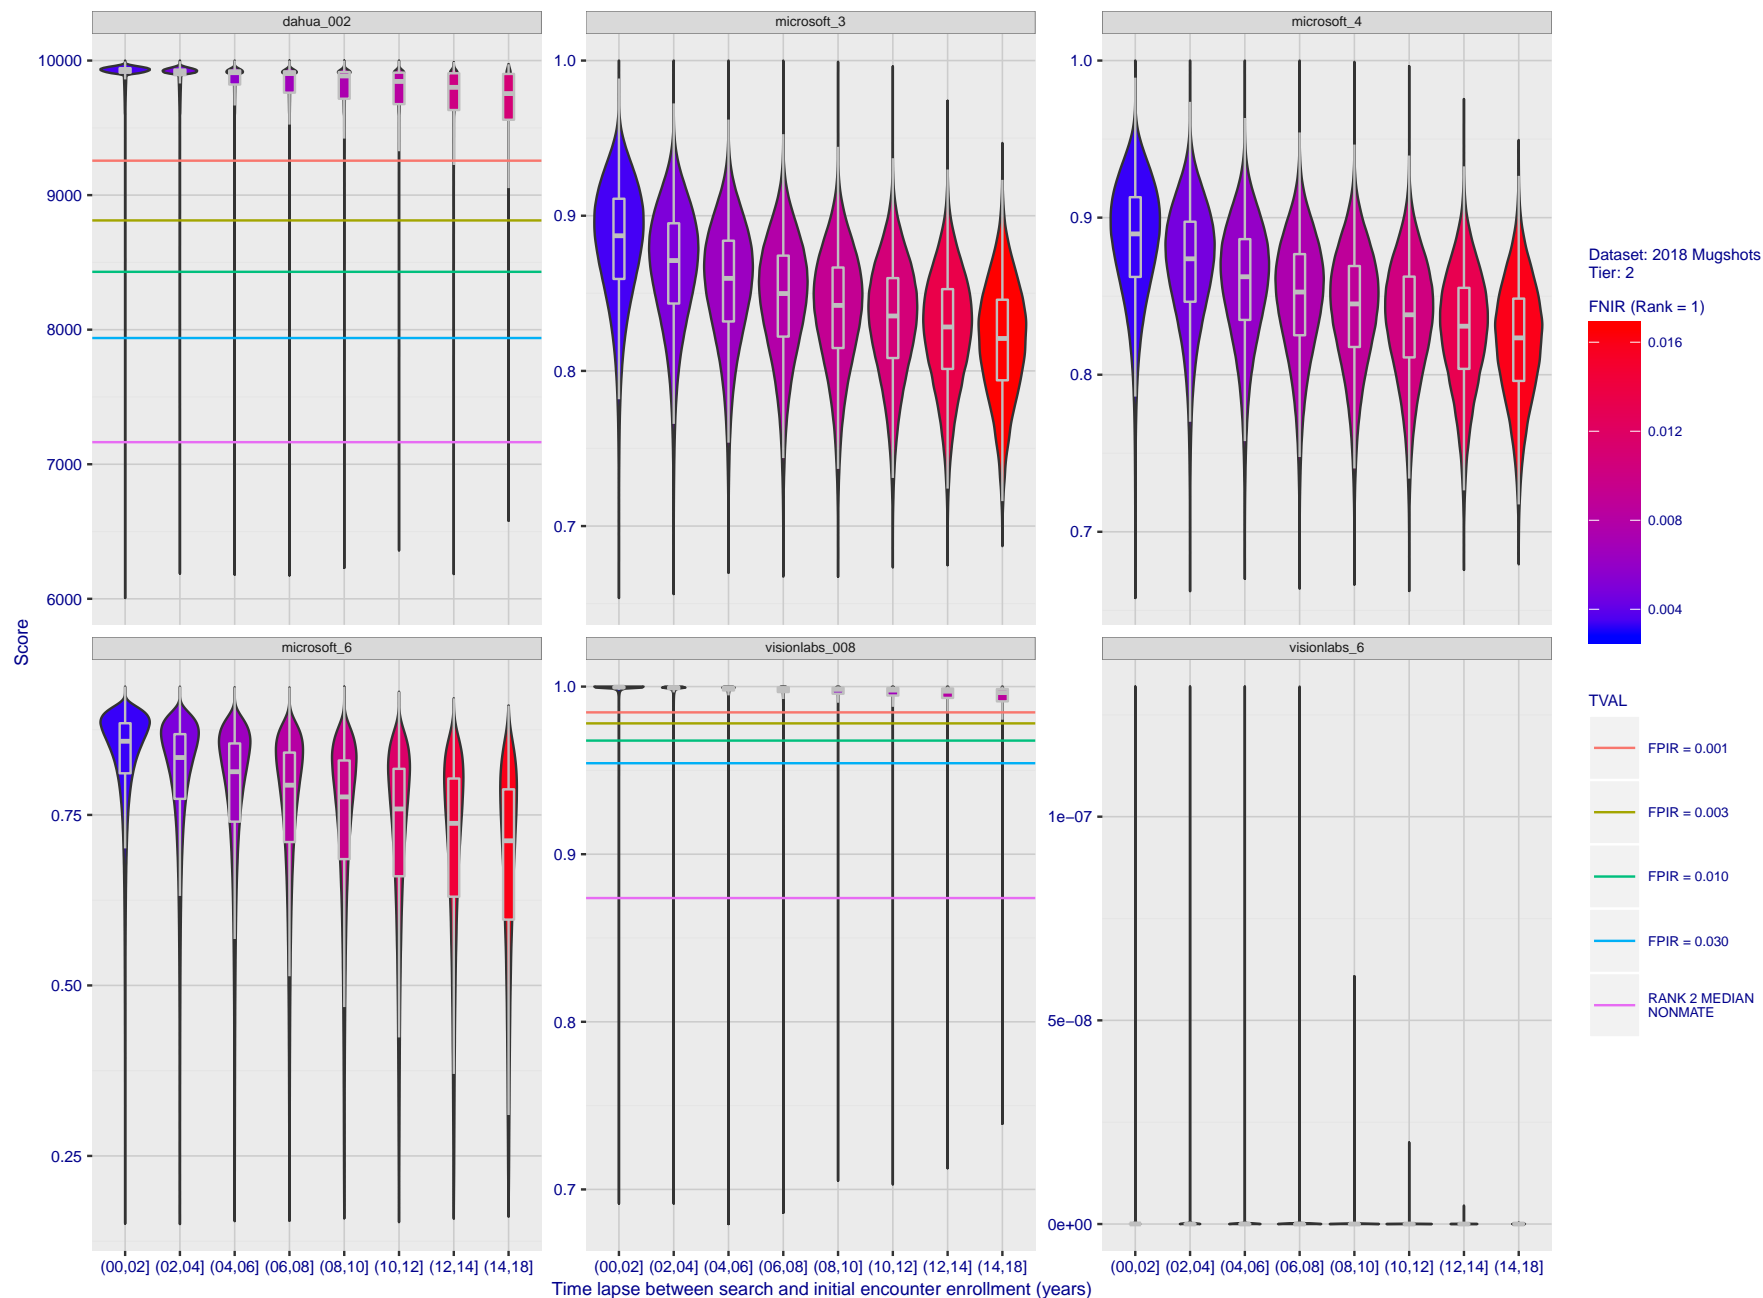 dahua_002
microsoft_3
microsoft_4
10000
9000
8000
7000
6000
1.0
0.9
0.8
0.7
1.0
0.9
0.8
0.7
Dataset: 2018 Mugshots
Tier: 2
FNIR (Rank = 1)
0.016
0.012
0.008
0.004
Score
microsoft_6
visionlabs_008
visionlabs_6
0.75
0.50
0.25
1.0
0.9
0.8
0.7
1e−07
5e−08
0e+00
TVAL
FPIR = 0.001
FPIR = 0.003
FPIR = 0.010
FPIR = 0.030
RANK 2 MEDIAN
NONMATE
(00,02] (02,04] (04,06] (06,08] (08,10] (10,12] (12,14] (14,18]
(00,02] (02,04] (04,06] (06,08] (08,10] (10,12] (12,14] (14,18]
(00,02] (02,04] (04,06] (06,08] (08,10] (10,12] (12,14] (14,18]
Time lapse between search and initial encounter enrollment (years)